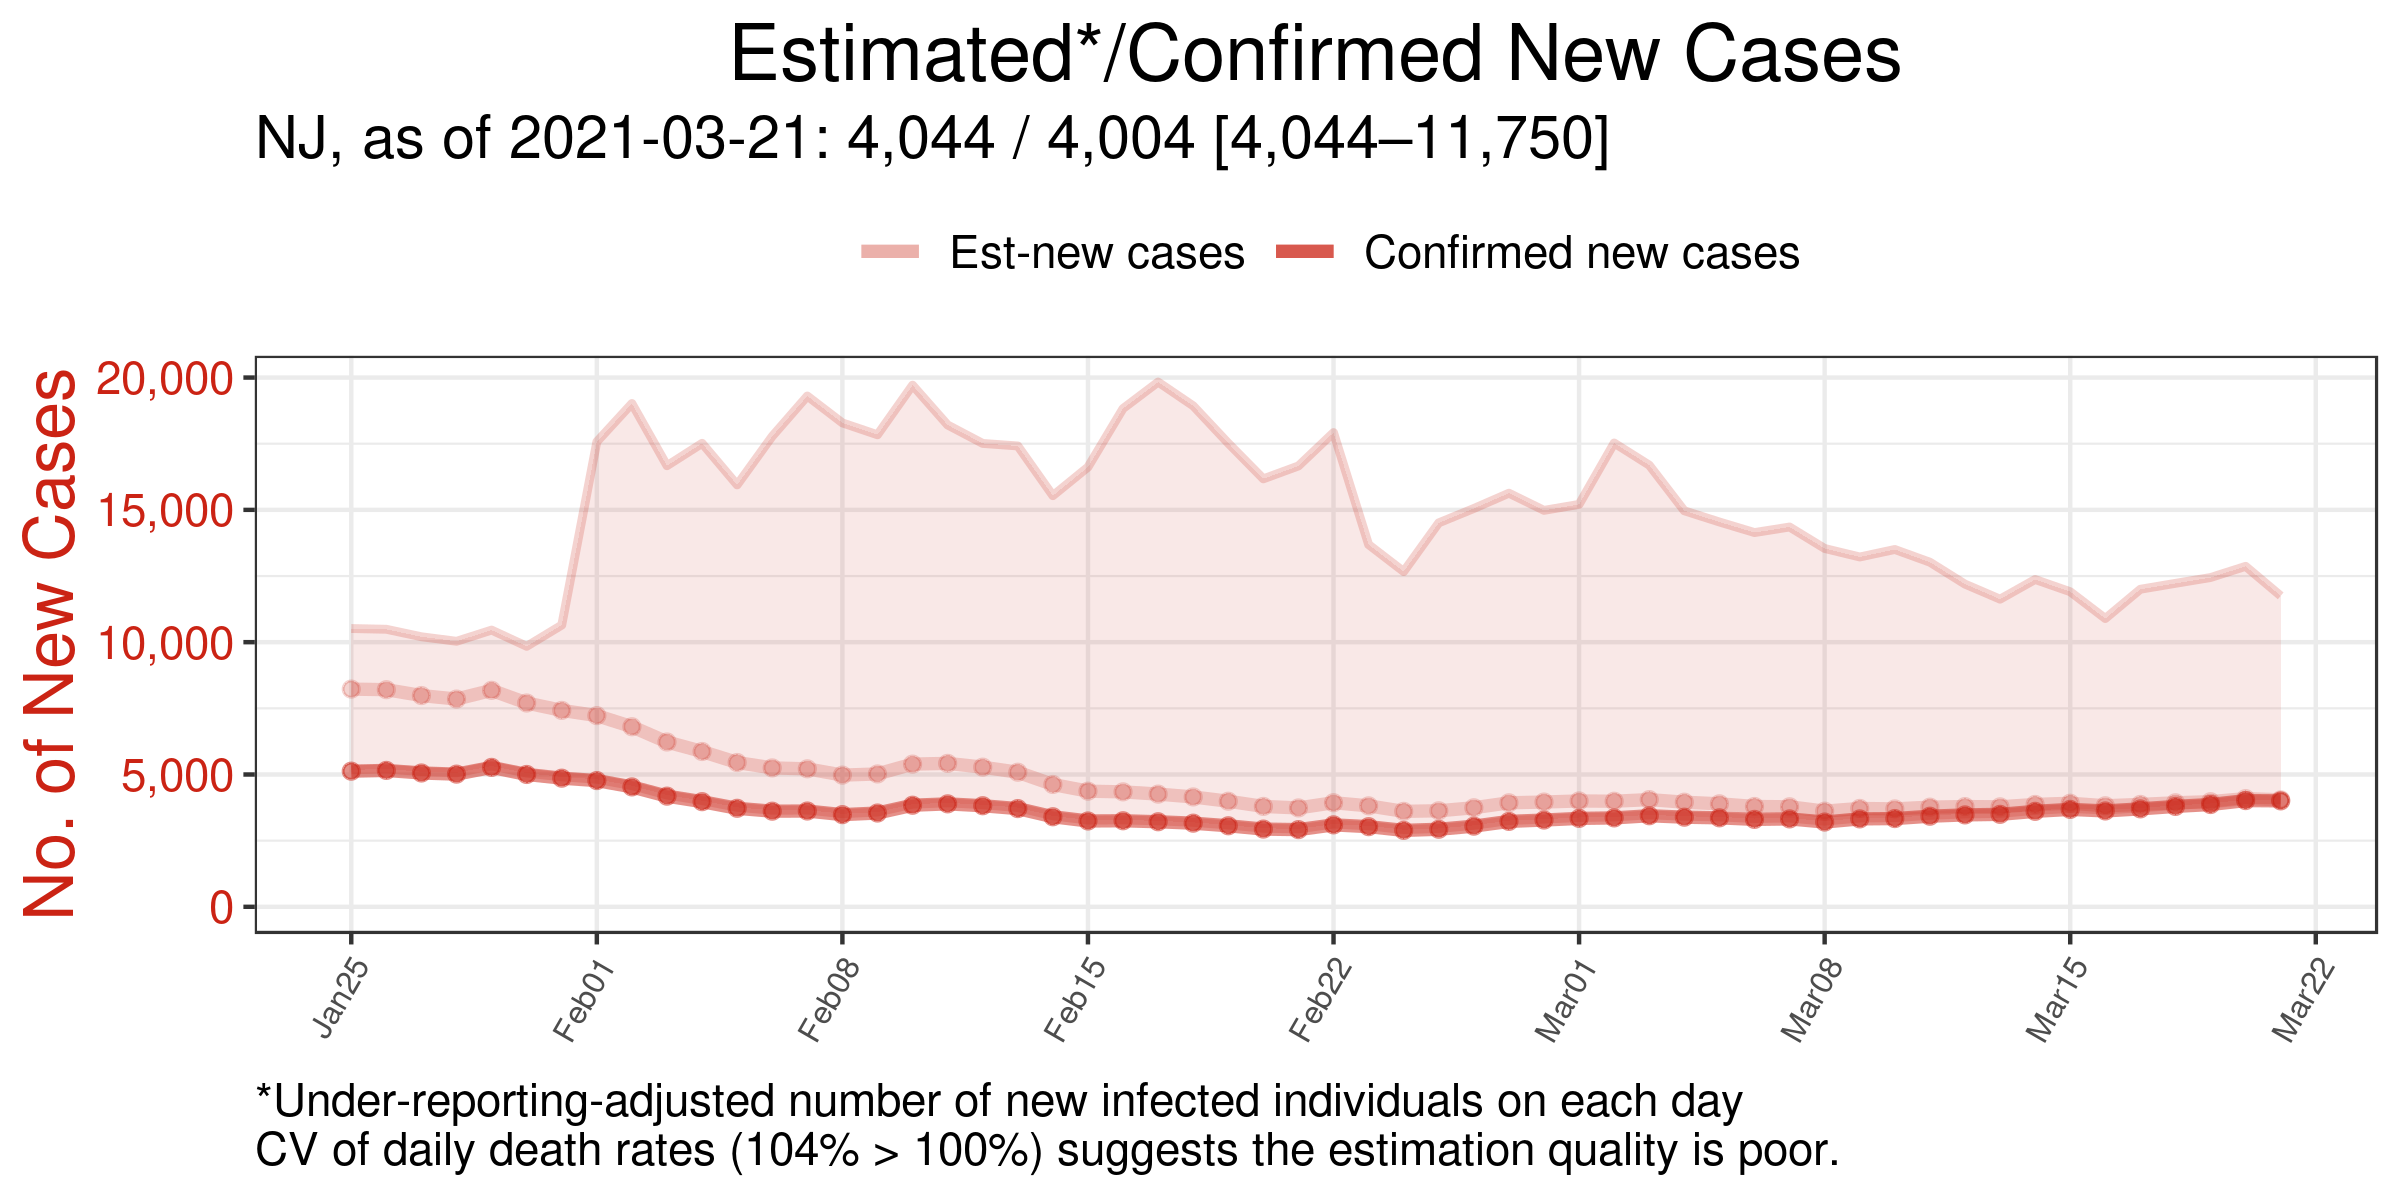 Estimated*/Confirmed New Cases
NJ, as of 2021-03-21: 4,044 / 4,004 [4,044–11,750]
Est-new cases
Confirmed new cases
No. of New Cases
20,000
15,000
10,000
5,000
0
Jan25
Feb01
Feb08
Feb15
Feb22
Mar01
Mar08
Mar15
Mar22
*Under-reporting-adjusted number of new infected individuals on each day
CV of daily death rates (104% > 100%) suggests the estimation quality is poor.